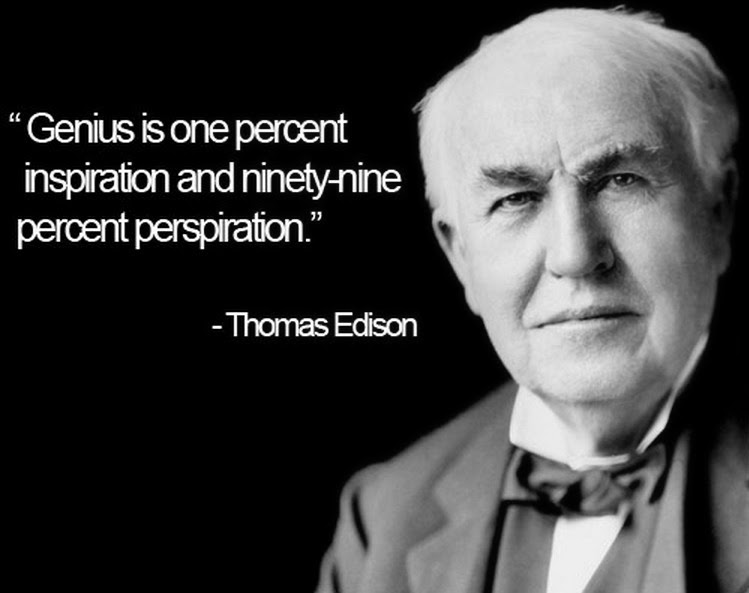 “ Genius is one percent
inspiration and ninety-nine
percent perspiration.”
- Thomas Edison